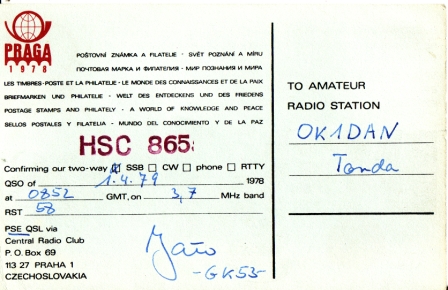 PRAGA
1978
POŠTOVNÍ ZNÁMKA A FILATELIE - SVĚT POZNÁNÍ A MÍRU
ПОЧТОВАЯ МАРКА И ФИЛАТЕЛИЯ - МИР ПОЗНАНИЯ И МИРА
LES TIMBRES-POSTE ET LA PHILATELIE - LE MONDE DES CONNAISSANCES ET DE LA PAIX
BRIEFMARKEN UND PHILATELIE - WELT DES ENTDECKENS UND DES FRIEDENS
POSTAGE STAMPS AND PHILATELY - A WORLD OF KNOWLEDGE AND PEACE
SELLOS POSTALES Y FILATELIA - MUNDO DEL CONOCIMIENTO Y DE LA PAZ
HSC 865
Confirming our two-way SSB CW phone RTTY
QSO of 1.4.79 1978
at 0852 GMT, on 3,7 MHz band
RST 58
PSE QSL via
Central Radio Club
P. O. Box 69
113 27 PRAHA 1
CZECHOSLOVAKIA
-GK55-
TO AMATEUR
RADIO STATION
OK1DAN
Tonda